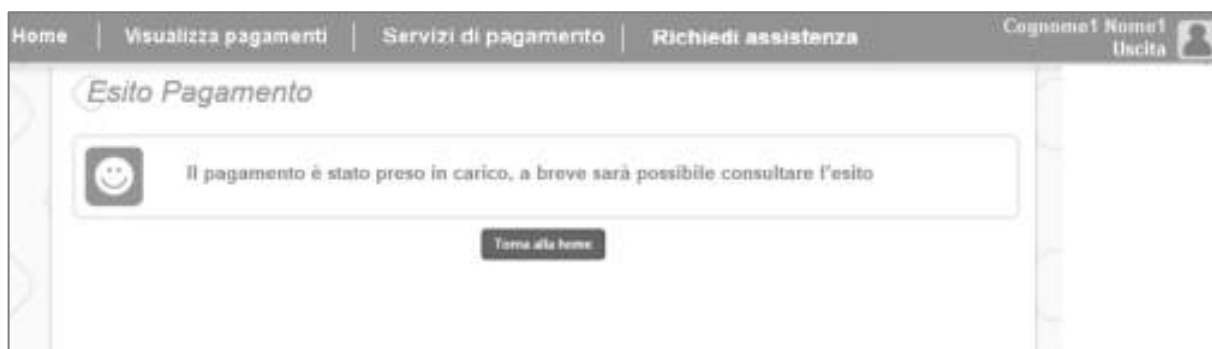 Home | Visualizza pagamenti | Servizi di pagamento | Richiedi assistenza
Cognome1 Nome1
Uscita
Esito Pagamento
Il pagamento è stato preso in carico, a breve sarà possibile consultare l'esito
Torna alla home